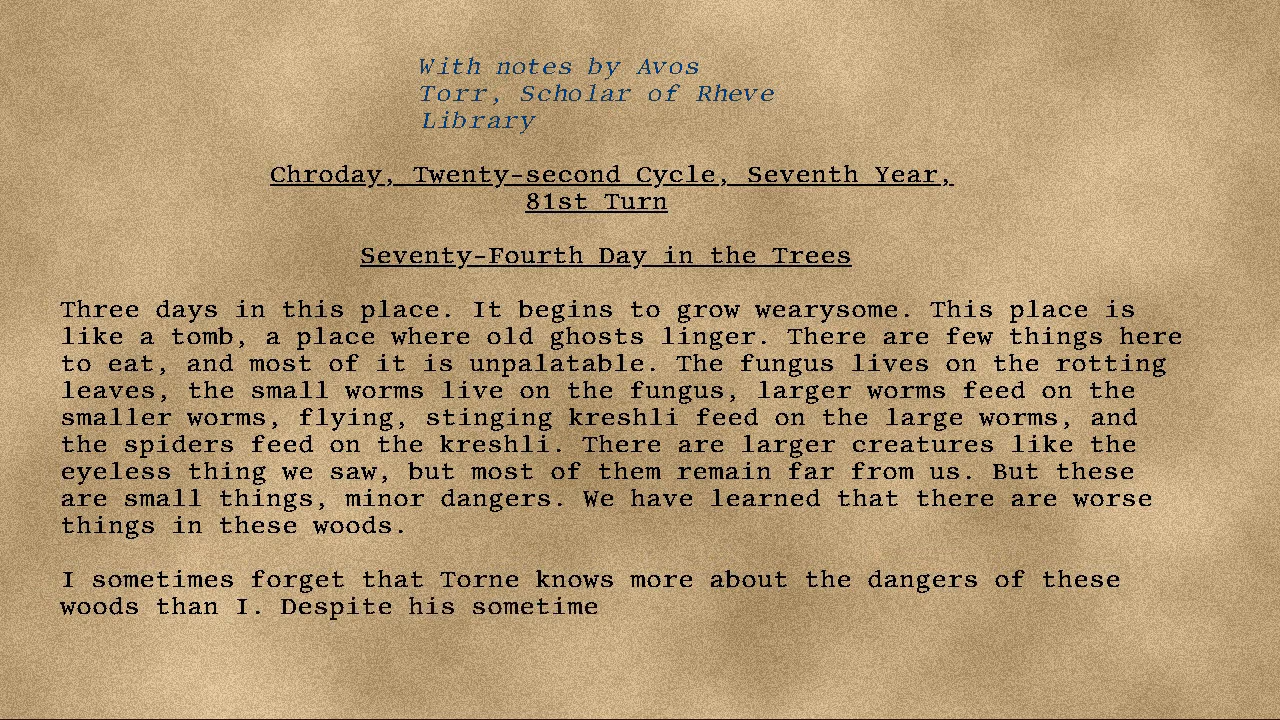 With notes by Avos
Torr, Scholar of Rheve
Library
Chroday, Twenty-second Cycle, Seventh Year,
81st Turn
Seventy-Fourth Day in the Trees
Three days in this place. It begins to grow wearysome. This place is
like a tomb, a place where old ghosts linger. There are few things here
to eat, and most of it is unpalatable. The fungus lives on the rotting
leaves, the small worms live on the fungus, larger worms feed on the
smaller worms, flying, stinging kreshli feed on the large worms, and
the spiders feed on the kreshli. There are larger creatures like the
eyeless thing we saw, but most of them remain far from us. But these
are small things, minor dangers. We have learned that there are worse
things in these woods.
I sometimes forget that Torne knows more about the dangers of these
woods than I. Despite his sometime